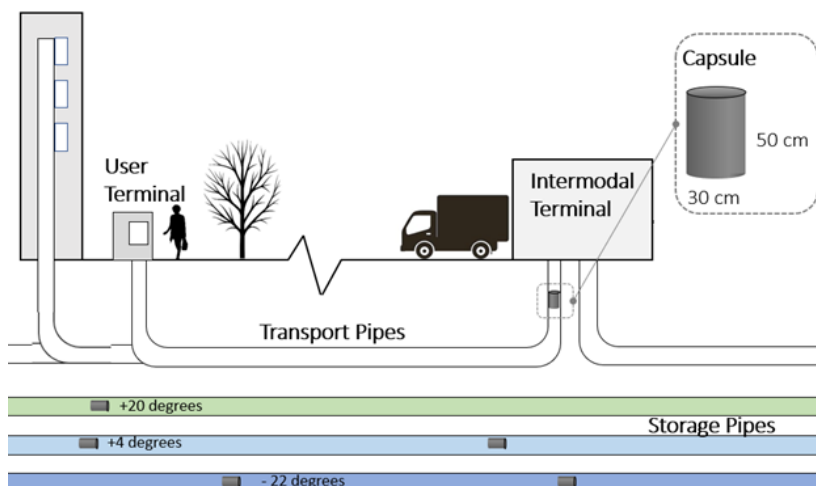 Capsule
50 cm
30 cm
User
Terminal
Intermodal
Terminal
Transport Pipes
+20 degrees
Storage Pipes
+4 degrees
- 22 degrees